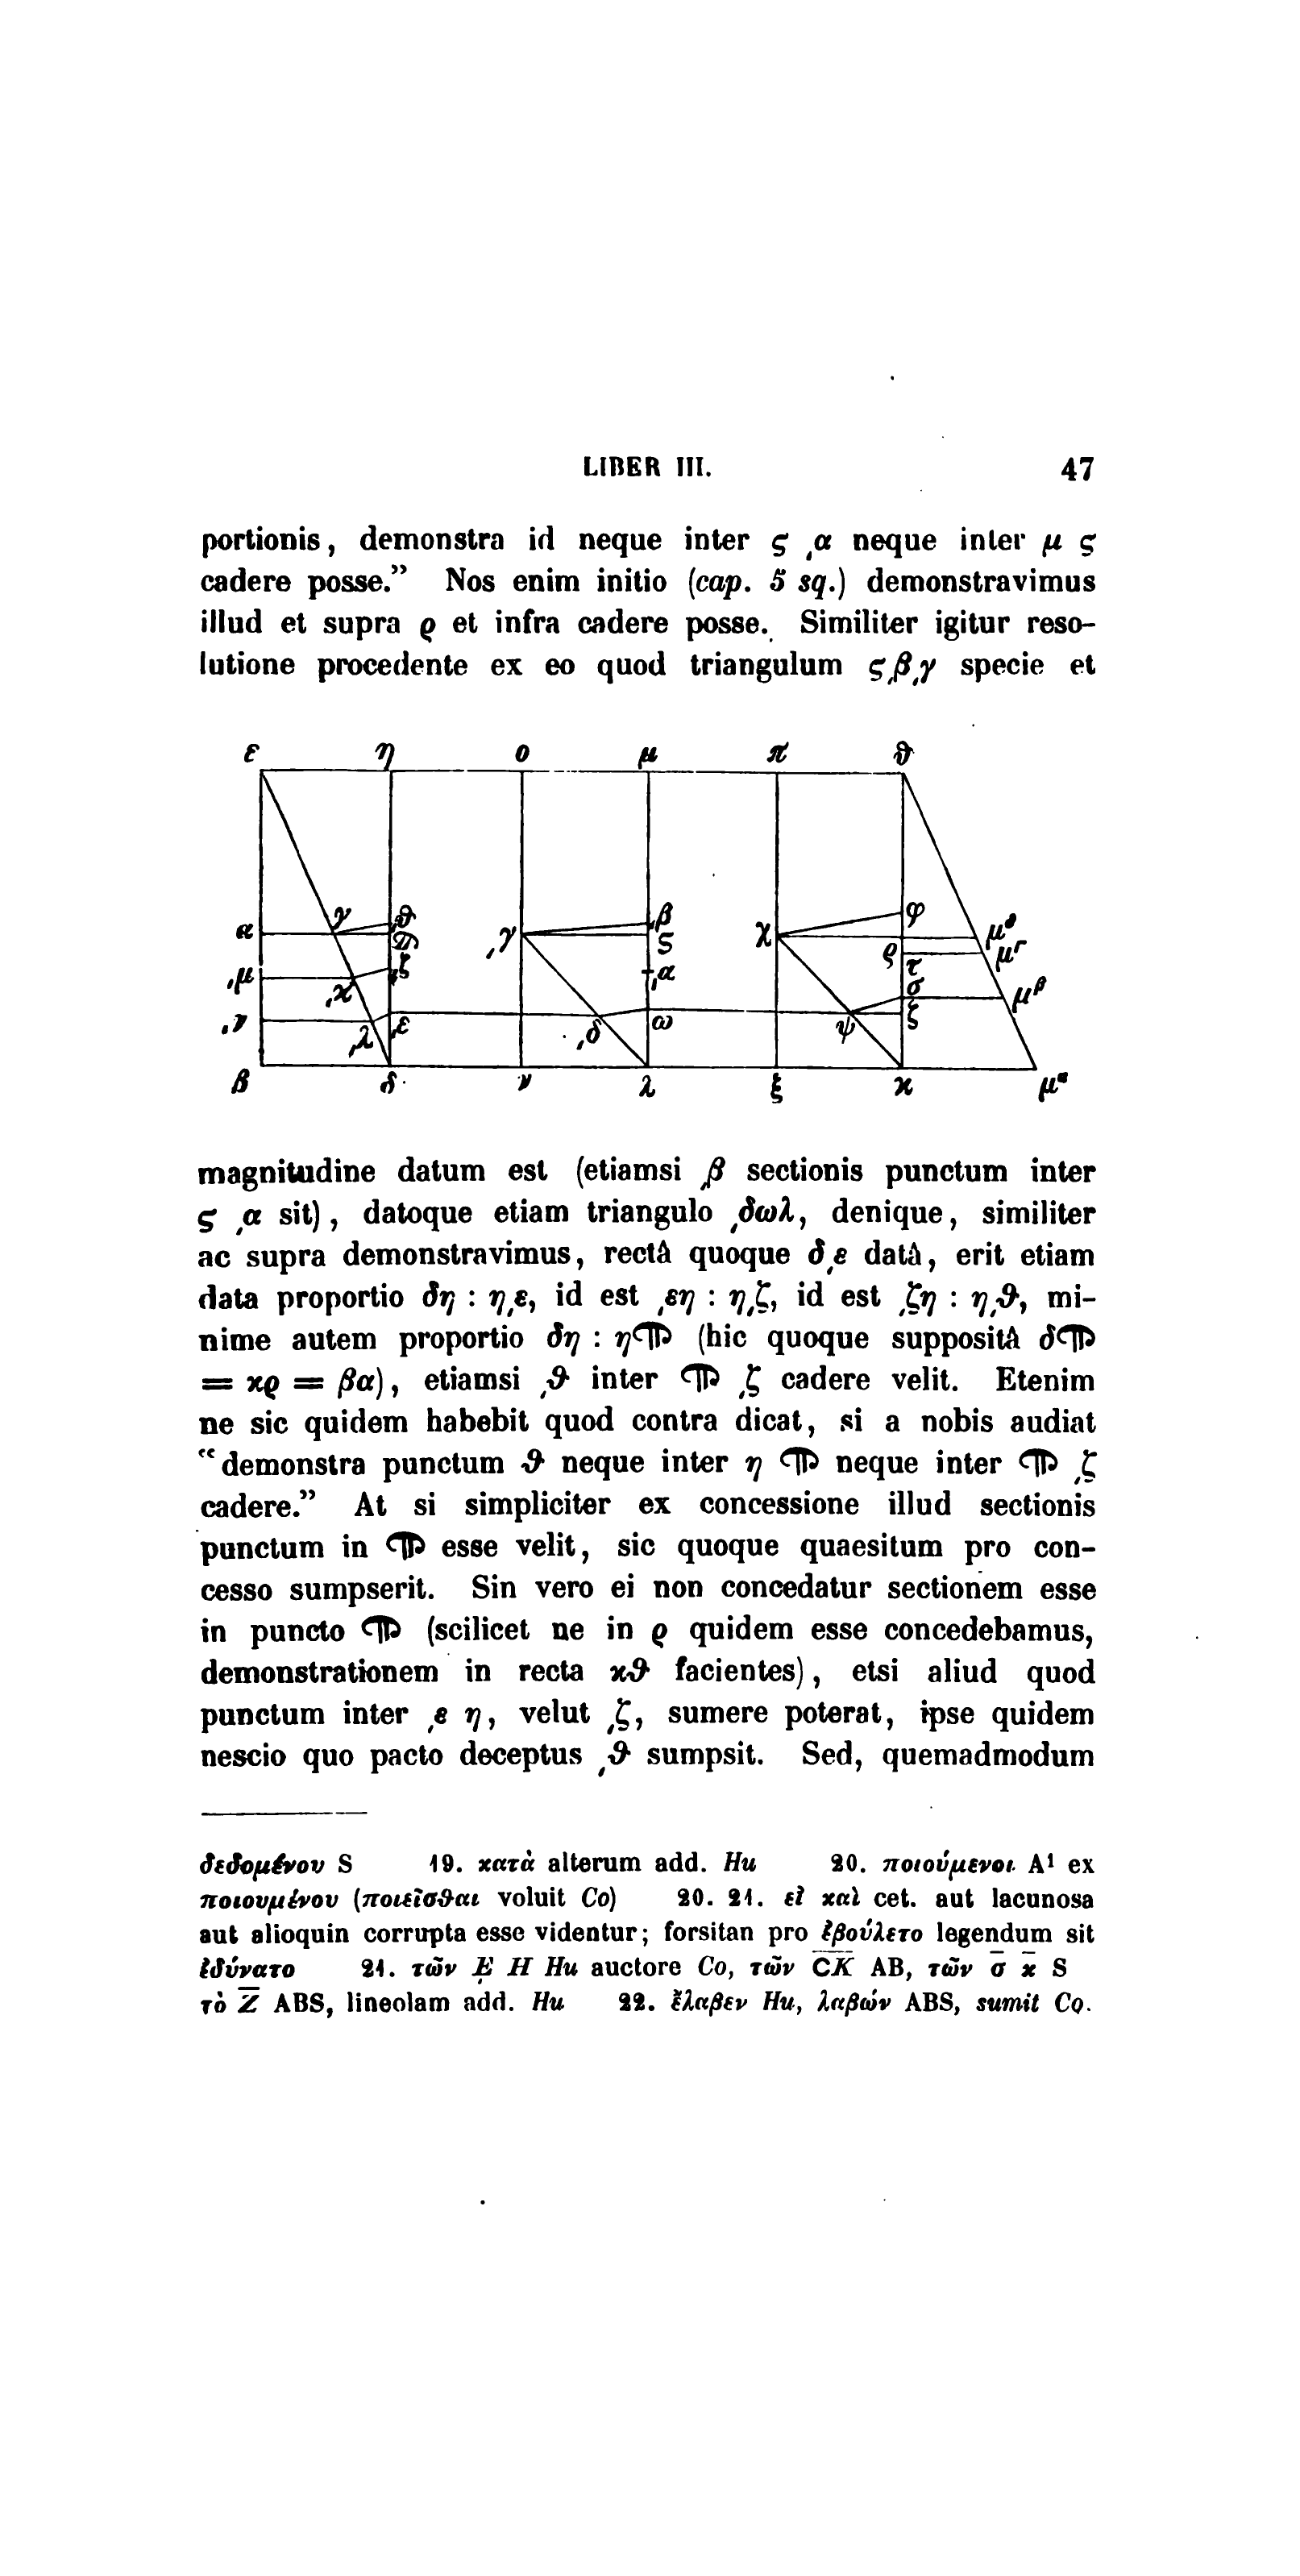 LIBER III. 47
portionis, demonstra id neque inter ς ͵α neque inter μ ς
cadere posse.” Nos enim initio (cap. 5 sq.) demonstravimus
illud et supra ϱ et infra cadere posse. Similiter igitur reso-
lutione procedente ex eo quod triangulum ς͵β͵γ specie et
ε η ο μ π ϑ
α γ ͵ϑ ϡ ͵γ ͵β ς χ φ μδ
͵μ ͵κ ͵ζ ͵α ϱ τ μγ
͵ν ͵λ ͵ε ͵δ ω ψ σ ζ μβ
β δ ν λ ξ κ μα
magnitudine datum est (etiamsi ͵β sectionis punctum inter
ς ͵α sit), datoque etiam triangulo ͵δωλ, denique, similiter
ac supra demonstravimus, rectâ quoque δ͵ε datâ, erit etiam
data proportio δη : η͵ε, id est ͵εη : η͵ζ, id est ͵ζη : η͵ϑ, mi-
nime autem proportio δη : ηϡ (hic quoque suppositâ δϡ
= κϱ = βα), etiamsi ͵ϑ inter ϡ ͵ζ cadere velit. Etenim
ne sic quidem habebit quod contra dicat, si a nobis audiat
“demonstra punctum ϑ neque inter η ϡ neque inter ϡ ͵ζ
cadere.” At si simpliciter ex concessione illud sectionis
punctum in ϡ esse velit, sic quoque quaesitum pro con-
cesso sumpserit. Sin vero ei non concedatur sectionem esse
in puncto ϡ (scilicet ne in ϱ quidem esse concedebamus,
demonstrationem in recta κϑ facientes), etsi aliud quod
punctum inter ͵ε η, velut ͵ζ, sumere poterat, ipse quidem
nescio quo pacto deceptus ͵ϑ sumpsit. Sed, quemadmodum
δεδομένου S 19. κατὰ alterum add. Hu 20. ποιούμενοι A¹ ex
ποιουμένου (ποιεῖσϑαι voluit Co) 20. 21. εἰ καὶ cet. aut lacunosa
aut alioquin corrupta esse videntur; forsitan pro ἐβούλετο legendum sit
ἐδύνατο 21. τῶν ͵Ε Η Hu auctore Co, τῶν C̅K̅ AB, τῶν σ̅ κ̅ S
τὸ Z̅ ABS, lineolam add. Hu 22. ἔλαβεν Hu, λαβών ABS, sumit Co.